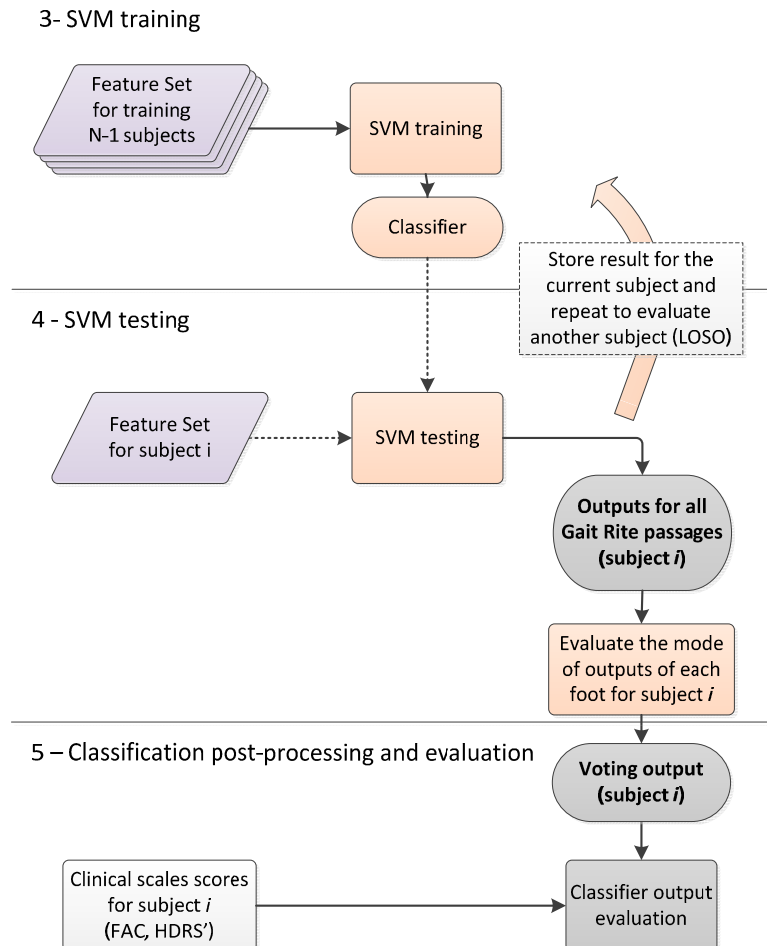 3- SVM training
Feature Set
for training
N-1 subjects
SVM training
Classifier
Store result for the
current subject and
repeat to evaluate
another subject (LOSO)
4 - SVM testing
Feature Set
for subject i
SVM testing
Outputs for all
Gait Rite passages
(subject i)
Evaluate the mode
of outputs of each
foot for subject i
5 – Classification post-processing and evaluation
Voting output
(subject i)
Clinical scales scores
for subject i
(FAC, HDRS’)
Classifier output
evaluation